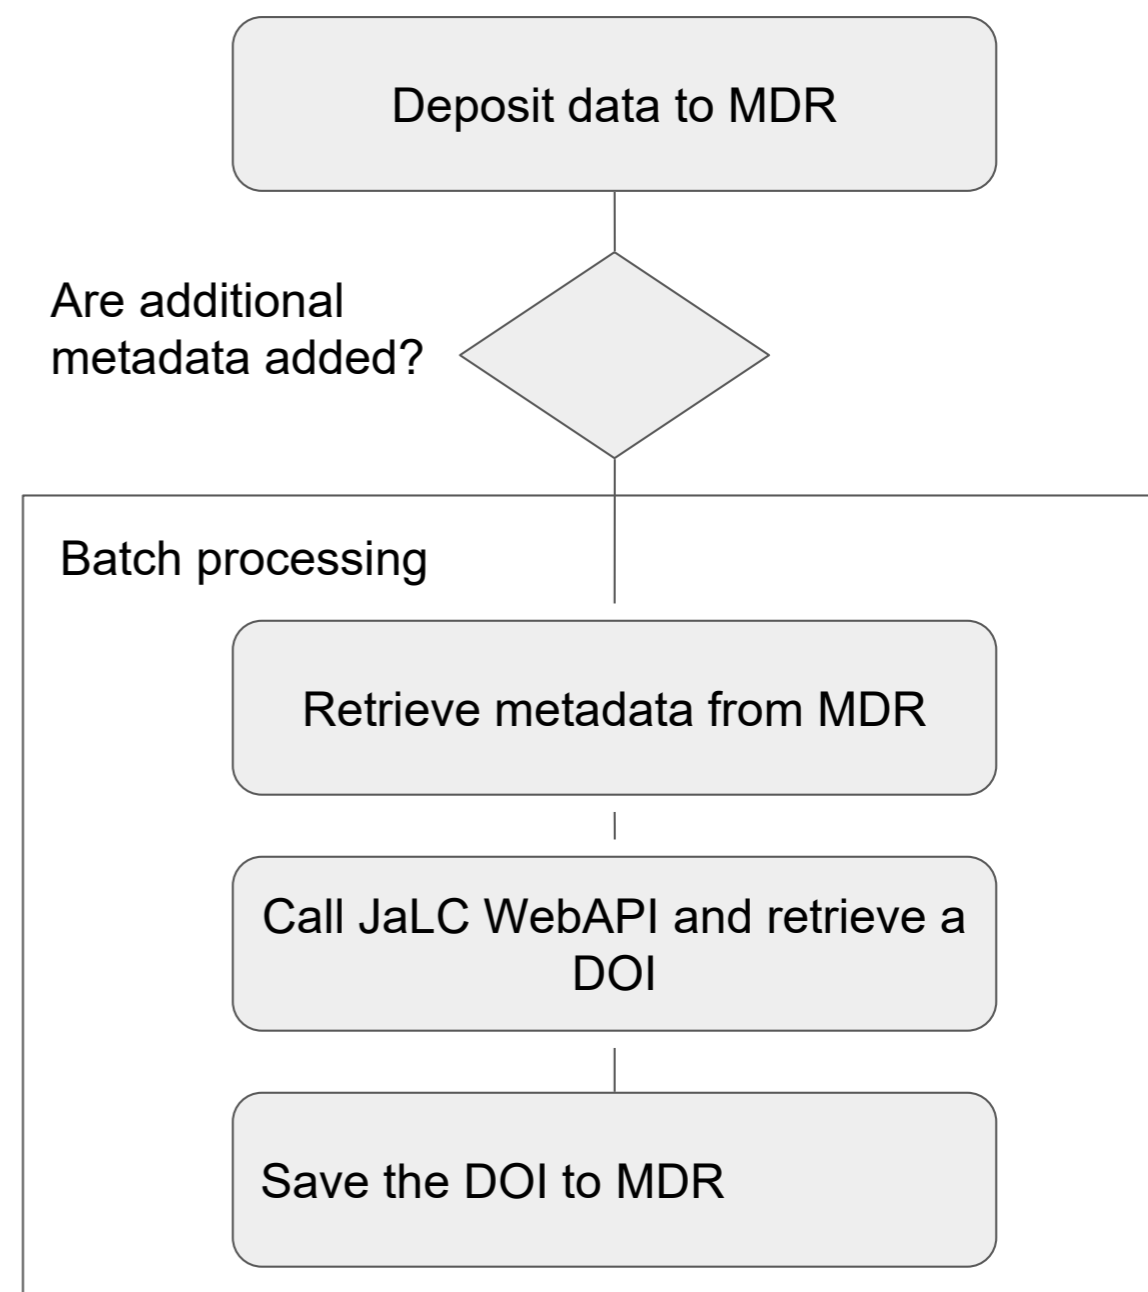 Deposit data to MDR
Are additional
metadata added?
Batch processing
Retrieve metadata from MDR
Call JaLC WebAPI and retrieve a
DOI
Save the DOI to MDR